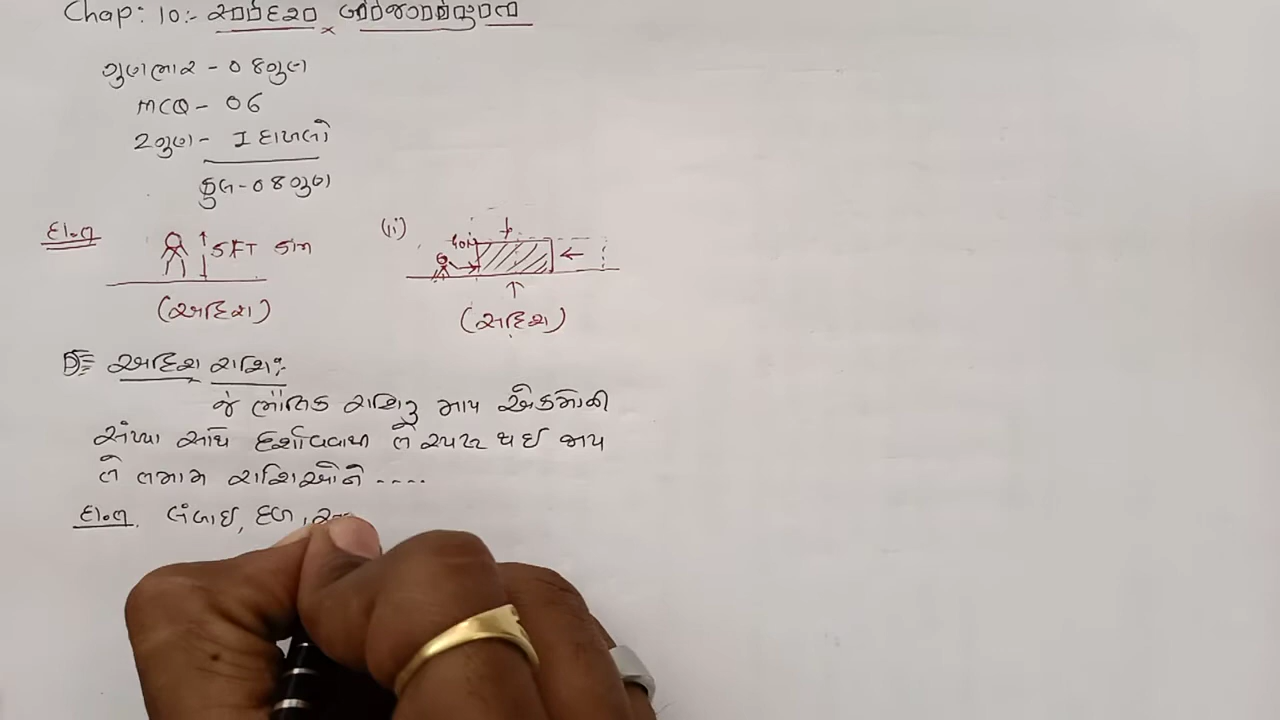 Chap: 10:- સદિશ બીજગણિત
ગુણભાર - 08 ગુણ
MCQ - 06
2 ગુણ - I દાખલો
કુલ - 08 ગુણ
દા.ત
5 FT
(ii)
(અદિશ)
(સદિશ)
અદિશ રાશિ:
જે ભૌતિક રાશિનું માપ એકમોની
સંખ્યા સાથે દર્શાવવાથી તે સ્પષ્ટ થઈ જાય
તે તમામ રાશિઓને ----
દા.ત. લંબાઈ, દળ,